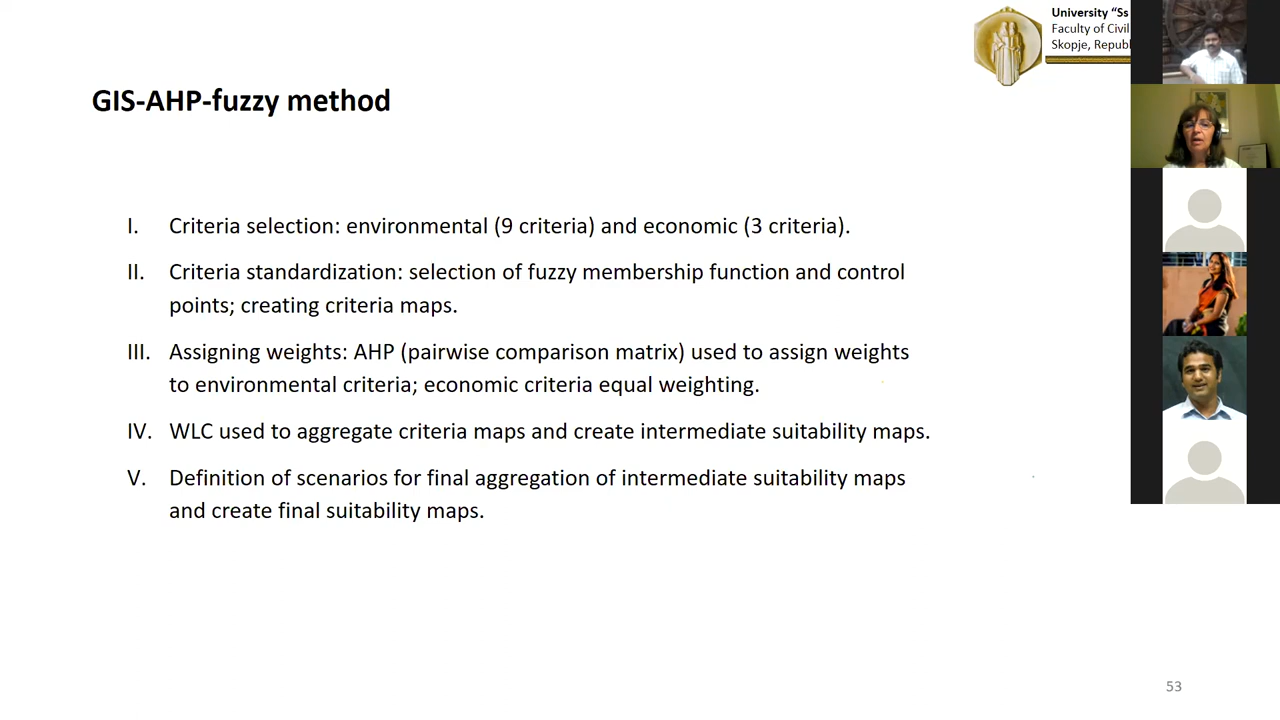 University “Ss
Faculty of Civil
Skopje, Republ
GIS-AHP-fuzzy method
I. Criteria selection: environmental (9 criteria) and economic (3 criteria).
II. Criteria standardization: selection of fuzzy membership function and control
points; creating criteria maps.
III. Assigning weights: AHP (pairwise comparison matrix) used to assign weights
to environmental criteria; economic criteria equal weighting.
IV. WLC used to aggregate criteria maps and create intermediate suitability maps.
V. Definition of scenarios for final aggregation of intermediate suitability maps
and create final suitability maps.
53